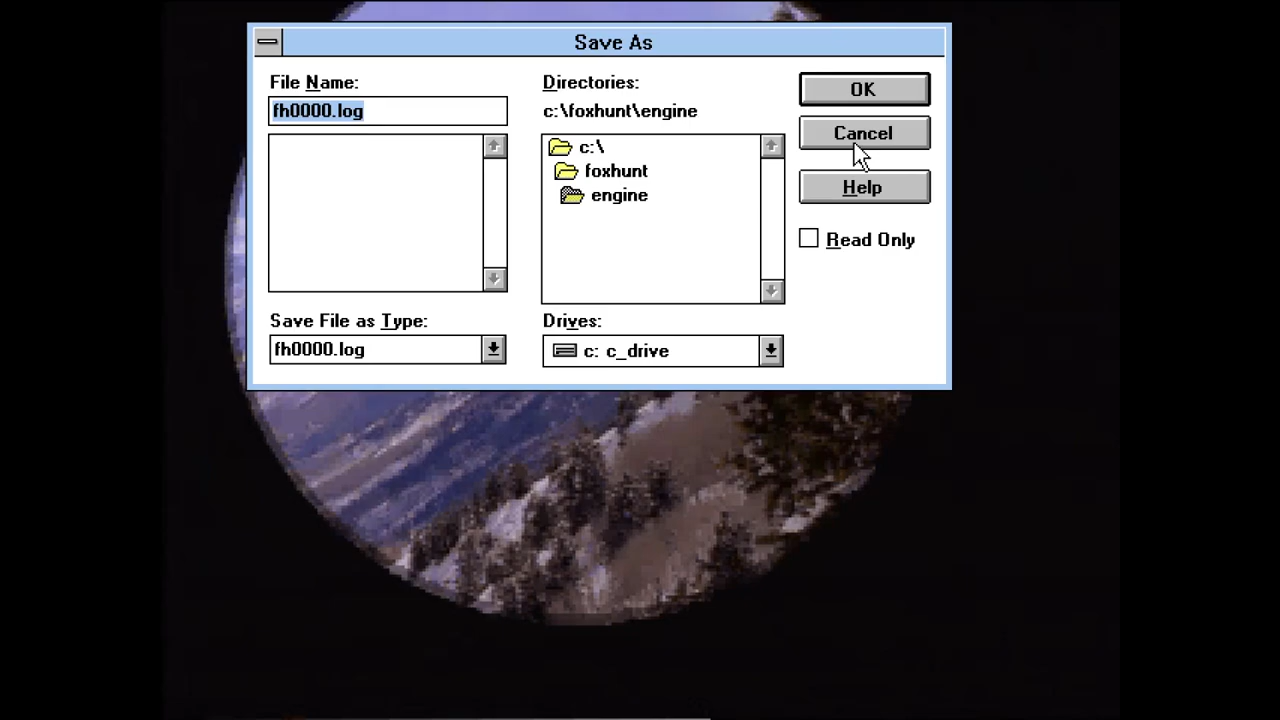 Save As
File Name:
fh0000.log
Directories:
c:\foxhunt\engine
c:\
foxhunt
engine
OK
Cancel
Help
Read Only
Save File as Type:
fh0000.log
Drives:
c: c_drive